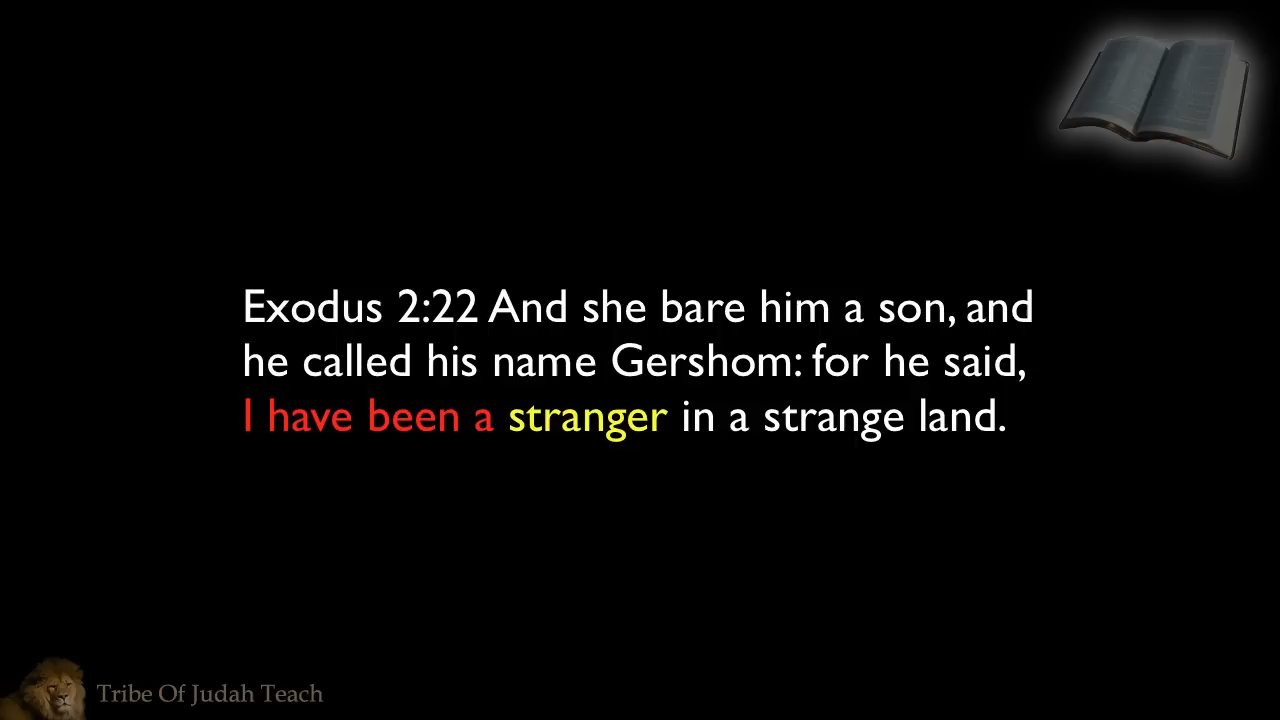 Exodus 2:22 And she bare him a son, and
he called his name Gershom: for he said,
I have been a stranger in a strange land.
Tribe Of Judah Teach